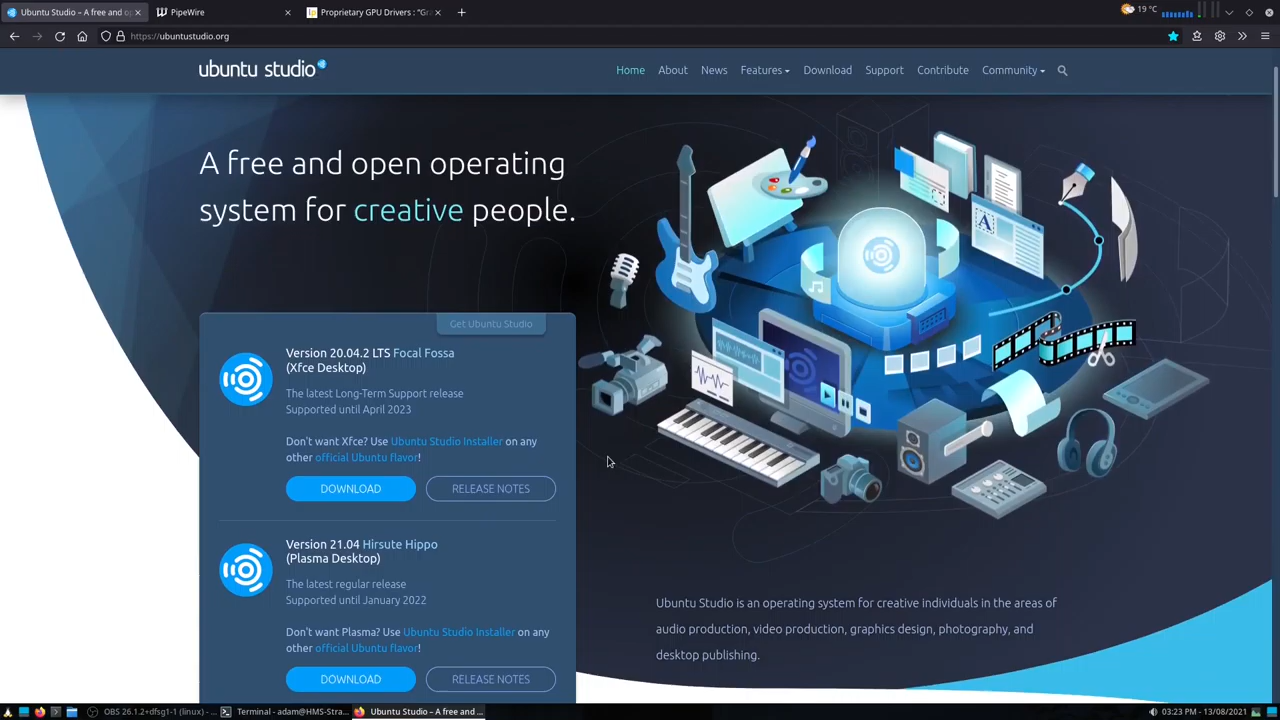 Ubuntu Studio – A free and op
PipeWire
Proprietary GPU Drivers : "Gra
19 °C
https://ubuntustudio.org
ubuntu studio
Home
About
News
Features
Download
Support
Contribute
Community
A free and open operating
system for creative people.
Get Ubuntu Studio
Version 20.04.2 LTS Focal Fossa
(Xfce Desktop)
The latest Long-Term Support release
Supported until April 2023
Don't want Xfce? Use Ubuntu Studio Installer on any
other official Ubuntu flavor!
DOWNLOAD
RELEASE NOTES
Version 21.04 Hirsute Hippo
(Plasma Desktop)
The latest regular release
Supported until January 2022
Don't want Plasma? Use Ubuntu Studio Installer on any
other official Ubuntu flavor!
DOWNLOAD
RELEASE NOTES
A
Ubuntu Studio is an operating system for creative individuals in the areas of
audio production, video production, graphics design, photography, and
desktop publishing.
OBS 26.1.2+dfsg1-1 (linux) - ...
Terminal - adam@HMS-Stra...
Ubuntu Studio – A free and ...
03:23 PM - 13/08/2021